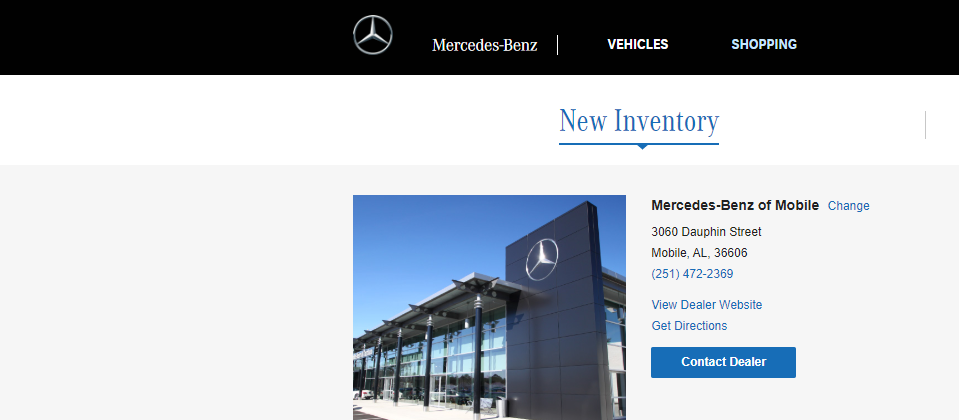 Mercedes-Benz
VEHICLES
SHOPPING
New Inventory
Mercedes-Benz of Mobile Change
3060 Dauphin Street
Mobile, AL, 36606
(251) 472-2369
View Dealer Website
Get Directions
Contact Dealer